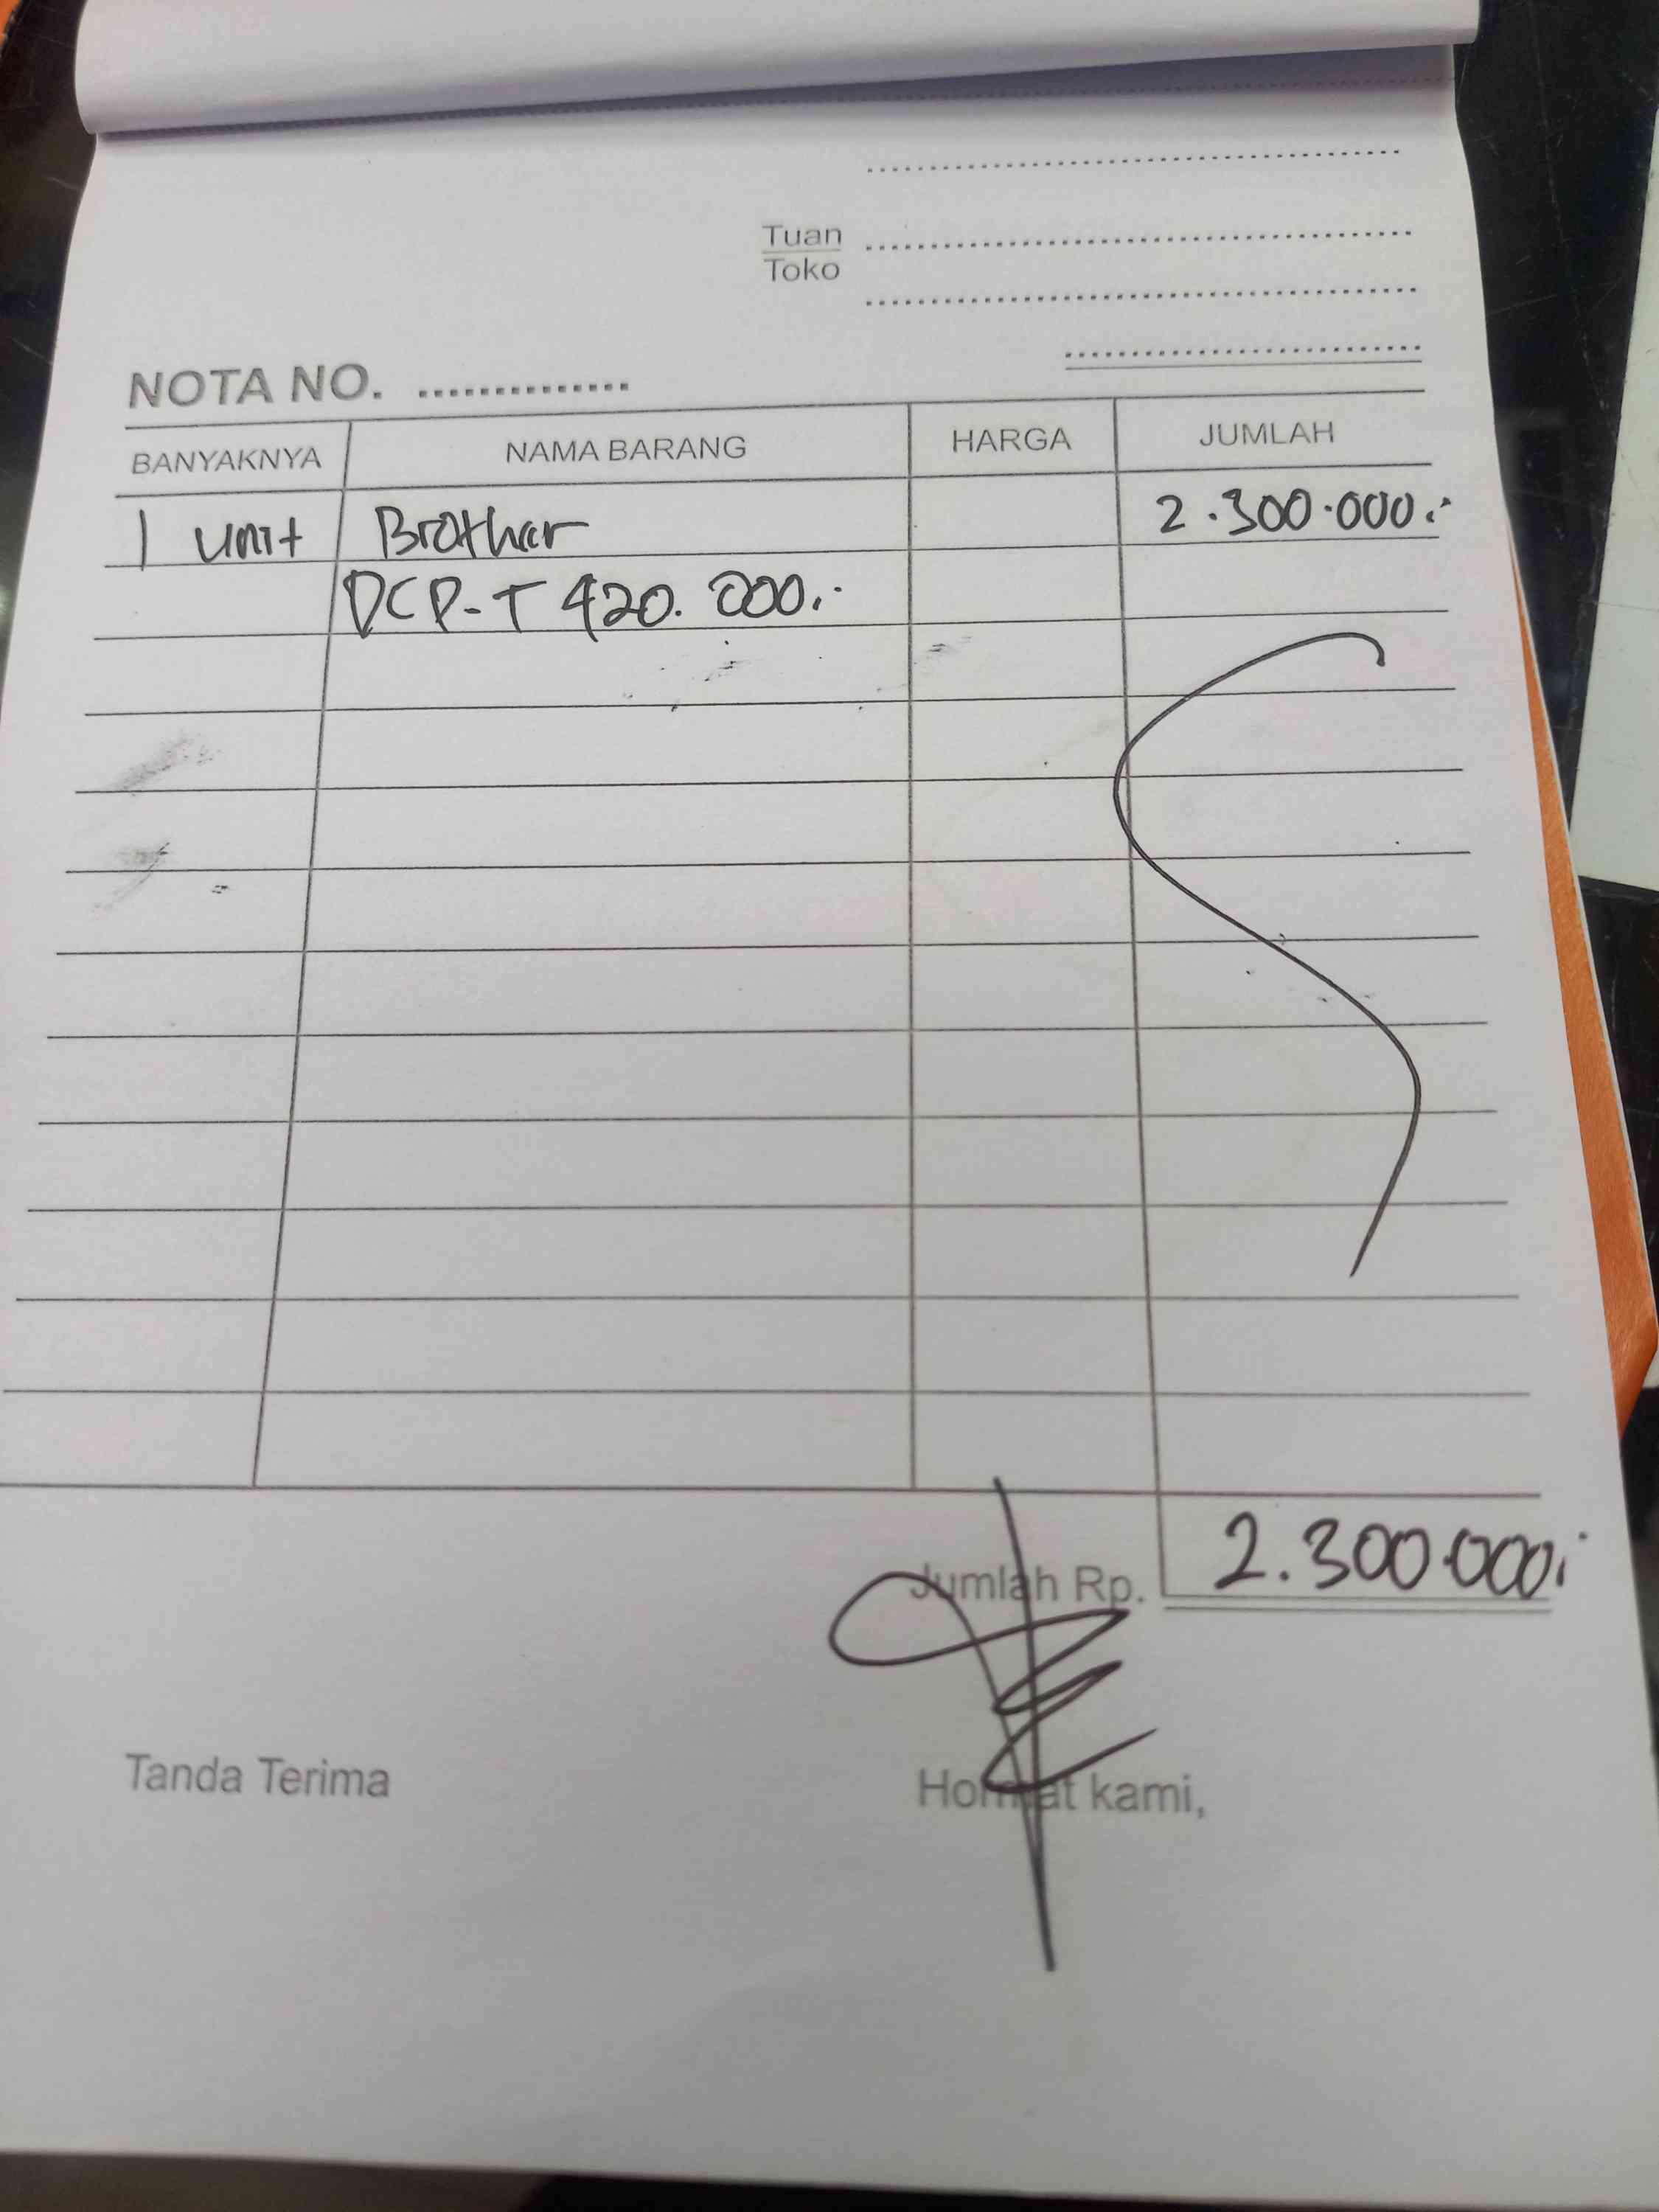 Tuan
Toko
NOTA NO.
BANYAKNYA NAMA BARANG HARGA JUMLAH
1 unit Brother 2.300.000.-
DCP-T 420. 000.-
Jumlah Rp. 2.300.000.-
Tanda Terima Hormat kami,